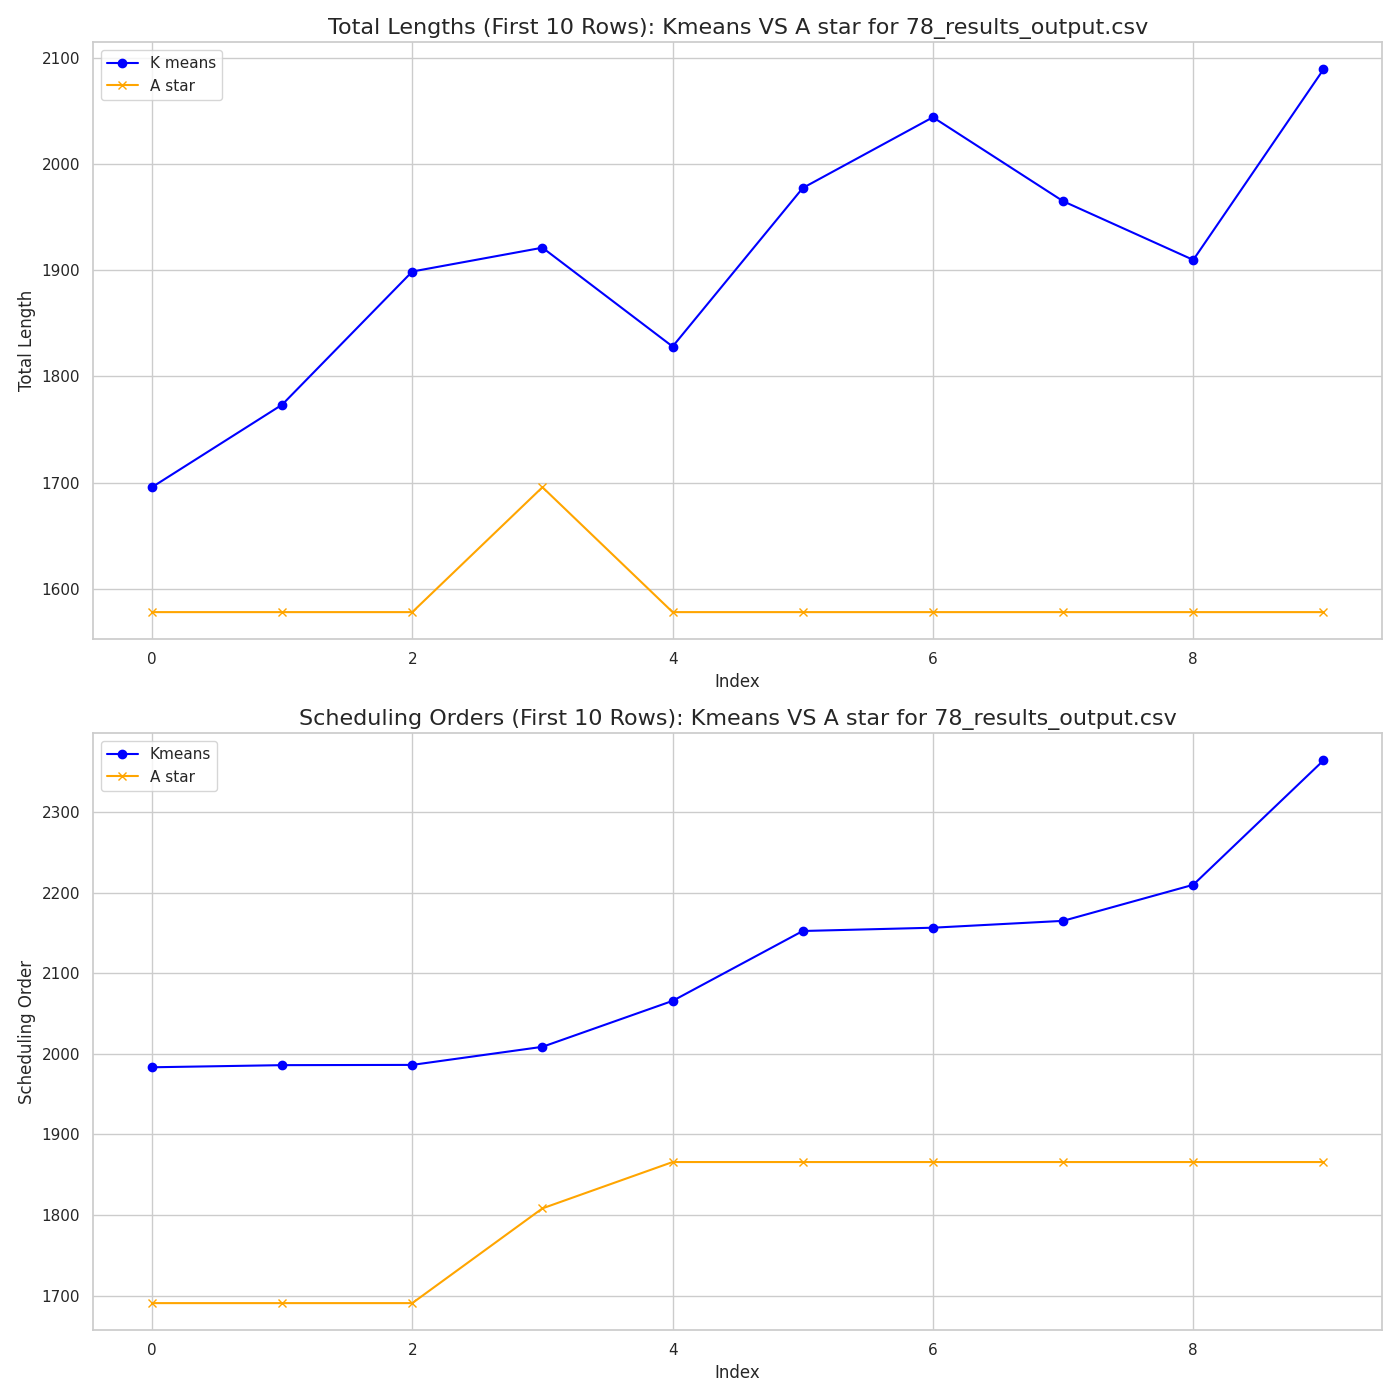 Total Lengths (First 10 Rows): Kmeans VS A star for 78_results_output.csv
K means
A star
2100
2000
1900
1800
1700
1600
Total Length
0 2 4 6 8
Index
Scheduling Orders (First 10 Rows): Kmeans VS A star for 78_results_output.csv
Kmeans
A star
2300
2200
2100
2000
1900
1800
1700
Scheduling Order
0 2 4 6 8
Index